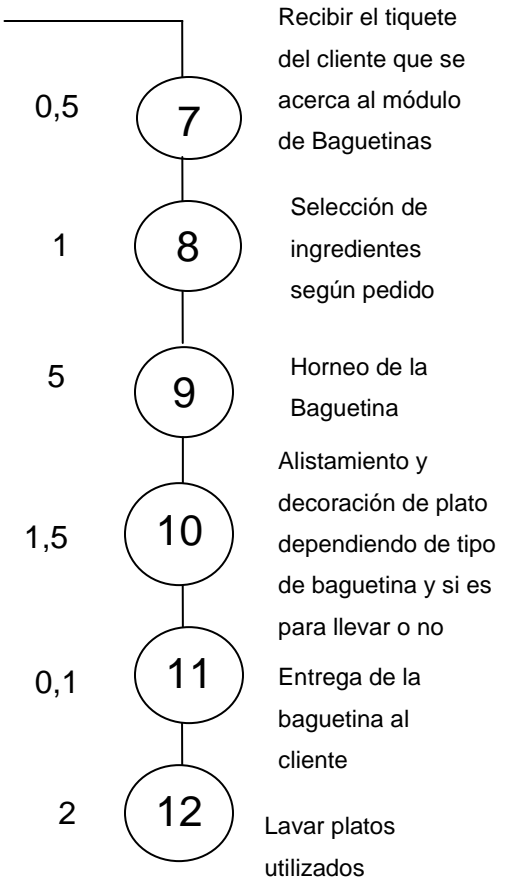 Recibir el tiquete
del cliente que se
acerca al módulo
de Baguetinas
0,5
7
Selección de
ingredientes
según pedido
1
8
Horneo de la
Baguetina
5
9
Alistamiento y
decoración de plato
dependiendo de tipo
de baguetina y si es
para llevar o no
1,5
10
Entrega de la
baguetina al
cliente
0,1
11
Lavar platos
utilizados
2
12